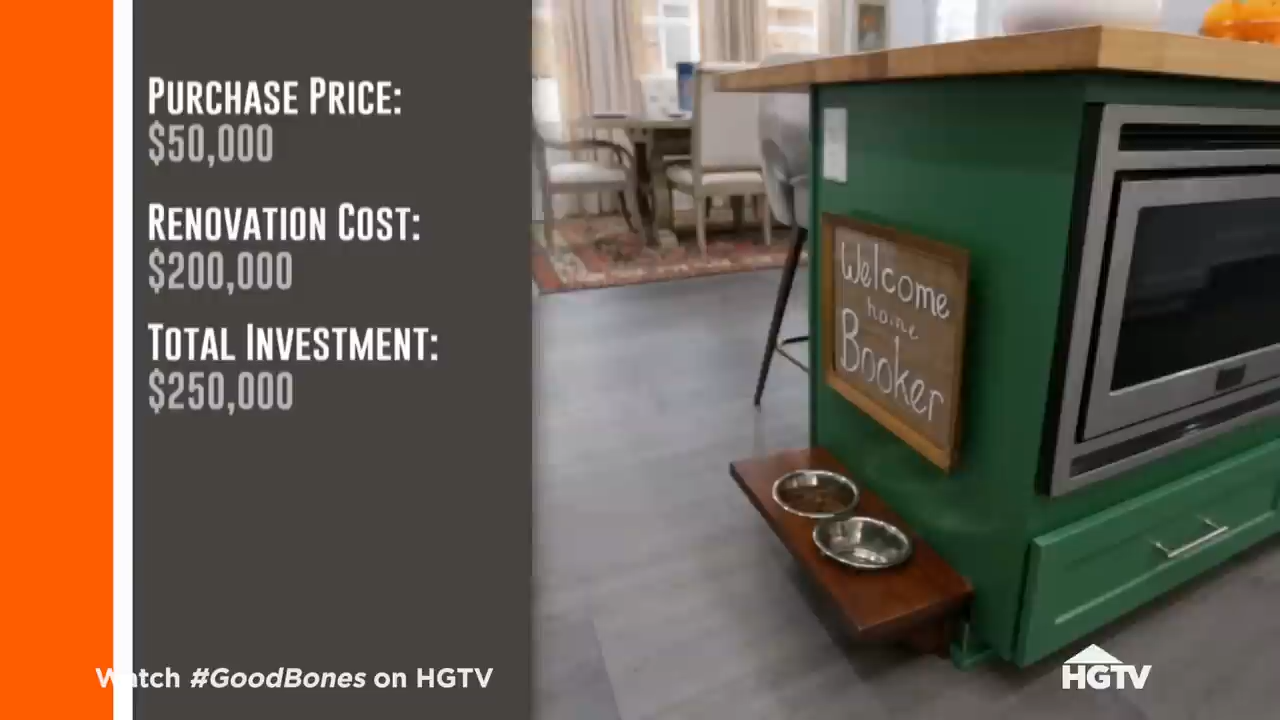 PURCHASE PRICE:
$50,000
RENOVATION COST:
$200,000
TOTAL INVESTMENT:
$250,000
Welcome
home
Booker
Watch #GoodBones on HGTV
HGTV